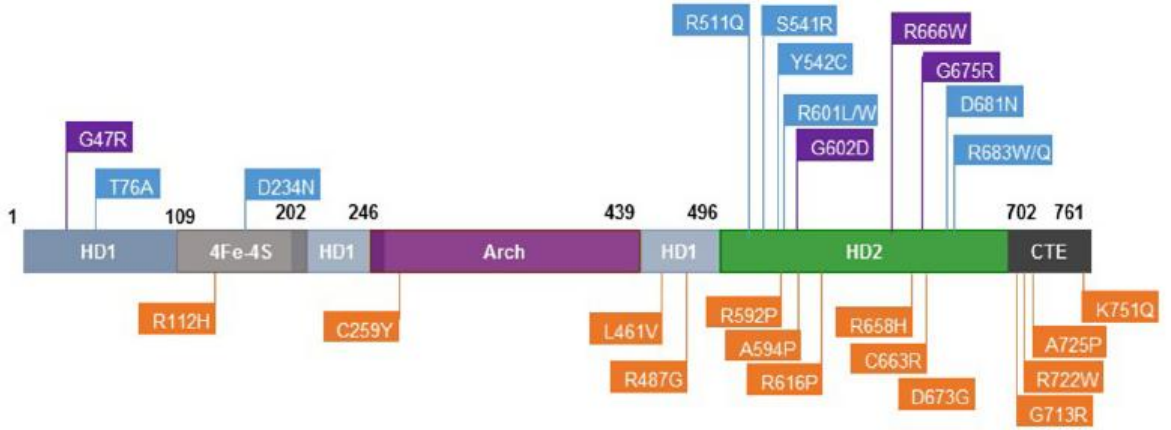 R511Q
S541R
R666W
Y542C
G675R
R601L/W
D681N
G47R
G602D
R683W/Q
T76A
D234N
1
109
202
246
439
496
702
761
HD1
4Fe-4S
HD1
Arch
HD1
HD2
CTE
R112H
C259Y
L461V
R592P
R658H
K751Q
A594P
C663R
A725P
R487G
R616P
R722W
D673G
G713R